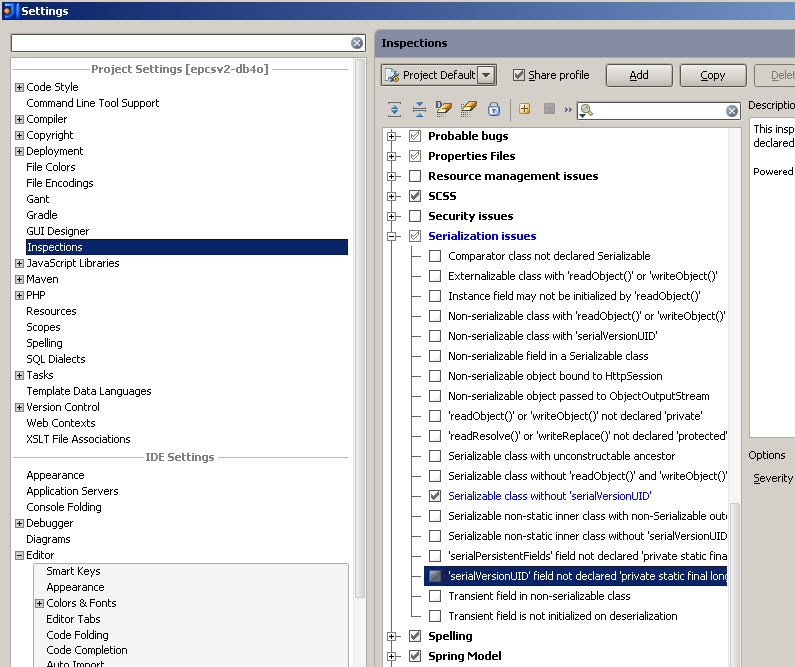 Settings
Project Settings [epcsv2-db4o]
Code Style
Command Line Tool Support
Compiler
Copyright
Deployment
File Colors
File Encodings
Gant
Gradle
GUI Designer
Inspections
JavaScript Libraries
Maven
PHP
Resources
Scopes
Spelling
SQL Dialects
Tasks
Template Data Languages
Version Control
Web Contexts
XSLT File Associations
IDE Settings
Appearance
Application Servers
Console Folding
Debugger
Diagrams
Editor
Smart Keys
Appearance
Colors & Fonts
Editor Tabs
Code Folding
Code Completion
Auto Import
Inspections
Project Default
Share profile
Add
Copy
Delet
Probable bugs
Properties Files
Resource management issues
SCSS
Security issues
Serialization issues
Comparator class not declared Serializable
Externalizable class with 'readObject()' or 'writeObject()'
Instance field may not be initialized by 'readObject()'
Non-serializable class with 'readObject()' or 'writeObject()'
Non-serializable class with 'serialVersionUID'
Non-serializable field in a Serializable class
Non-serializable object bound to HttpSession
Non-serializable object passed to ObjectOutputStream
'readObject()' or 'writeObject()' not declared 'private'
'readResolve()' or 'writeReplace()' not declared 'protected'
Serializable class with unconstructable ancestor
Serializable class without 'readObject()' and 'writeObject()'
Serializable class without 'serialVersionUID'
Serializable non-static inner class with non-Serializable oute
Serializable non-static inner class without 'serialVersionUID
'serialPersistentFields' field not declared 'private static fina
'serialVersionUID' field not declared 'private static final long
Transient field in non-serializable class
Transient field is not initialized on deserialization
Spelling
Spring Model
Descriptio
This insp
declared
Powered
Options
Severity